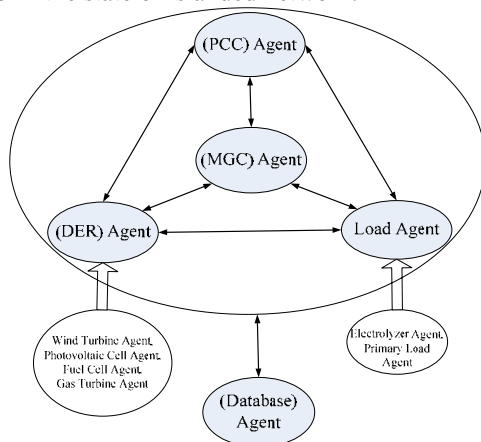 (PCC) Agent
(MGC) Agent
(DER) Agent
Load Agent
Wind Turbine Agent,
Photovoltaic Cell Agent,
Fuel Cell Agent,
Gas Turbine Agent
Electrolyzer Agent,
Primary Load
Agent
(Database)
Agent